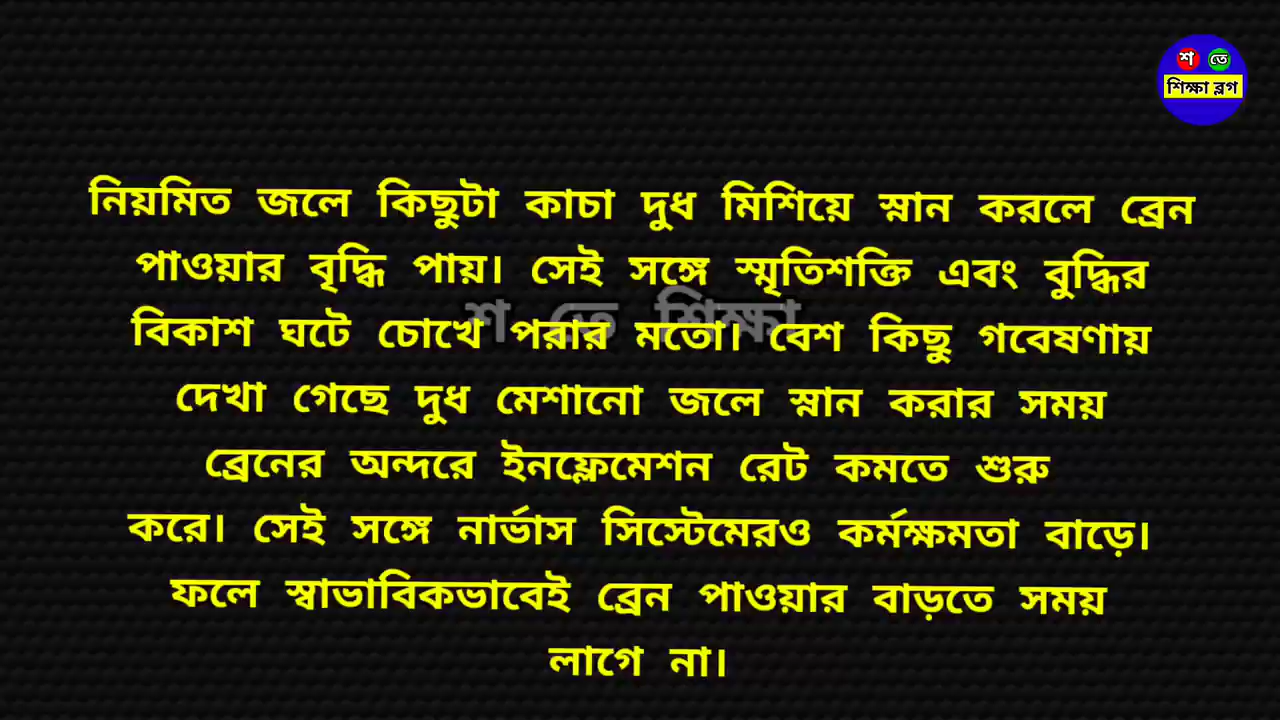 শ তে
শিক্ষা ব্লগ
নিয়মিত জলে কিছুটা কাচা দুধ মিশিয়ে স্নান করলে ব্রেন
পাওয়ার বৃদ্ধি পায়। সেই সঙ্গে স্মৃতিশক্তি এবং বুদ্ধির
শ তে শিক্ষা
বিকাশ ঘটে চোখে পরার মতো। বেশ কিছু গবেষণায়
দেখা গেছে দুধ মেশানো জলে স্নান করার সময়
ব্রেনের অন্দরে ইনফ্লেমেশন রেট কমতে শুরু
করে। সেই সঙ্গে নার্ভাস সিস্টেমেরও কর্মক্ষমতা বাড়ে।
ফলে স্বাভাবিকভাবেই ব্রেন পাওয়ার বাড়তে সময়
লাগে না।